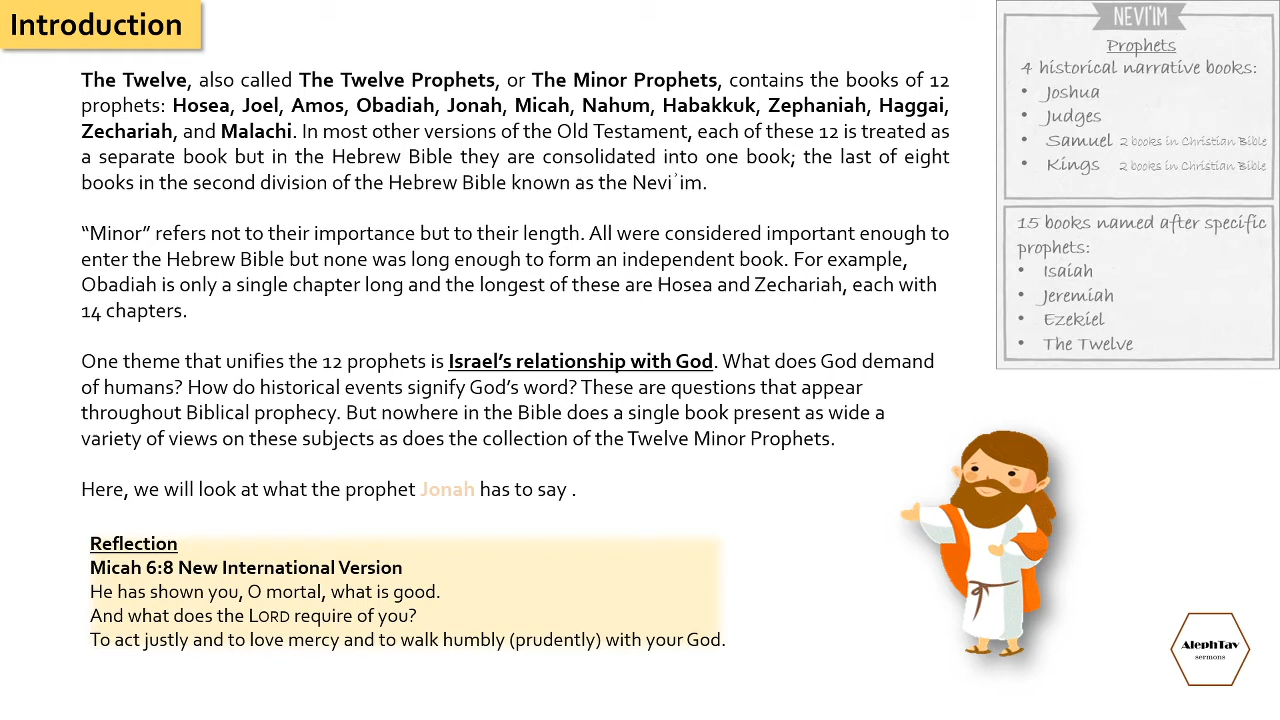 Introduction
The Twelve, also called The Twelve Prophets, or The Minor Prophets, contains the books of 12
prophets: Hosea, Joel, Amos, Obadiah, Jonah, Micah, Nahum, Habakkuk, Zephaniah, Haggai,
Zechariah, and Malachi. In most other versions of the Old Testament, each of these 12 is treated as
a separate book but in the Hebrew Bible they are consolidated into one book; the last of eight
books in the second division of the Hebrew Bible known as the Neviʾim.
“Minor” refers not to their importance but to their length. All were considered important enough to
enter the Hebrew Bible but none was long enough to form an independent book. For example,
Obadiah is only a single chapter long and the longest of these are Hosea and Zechariah, each with
14 chapters.
One theme that unifies the 12 prophets is Israel’s relationship with God. What does God demand
of humans? How do historical events signify God’s word? These are questions that appear
throughout Biblical prophecy. But nowhere in the Bible does a single book present as wide a
variety of views on these subjects as does the collection of the Twelve Minor Prophets.
Here, we will look at what the prophet Jonah has to say .
Reflection
Micah 6:8 New International Version
He has shown you, O mortal, what is good.
And what does the LORD require of you?
To act justly and to love mercy and to walk humbly (prudently) with your God.
NEVI'IM
Prophets
4 historical narrative books:
• Joshua
• Judges
• Samuel 2 books in Christian Bible
• Kings 2 books in Christian Bible
15 books named after specific
prophets:
• Isaiah
• Jeremiah
• Ezekiel
• The Twelve
AlephTav
sermons